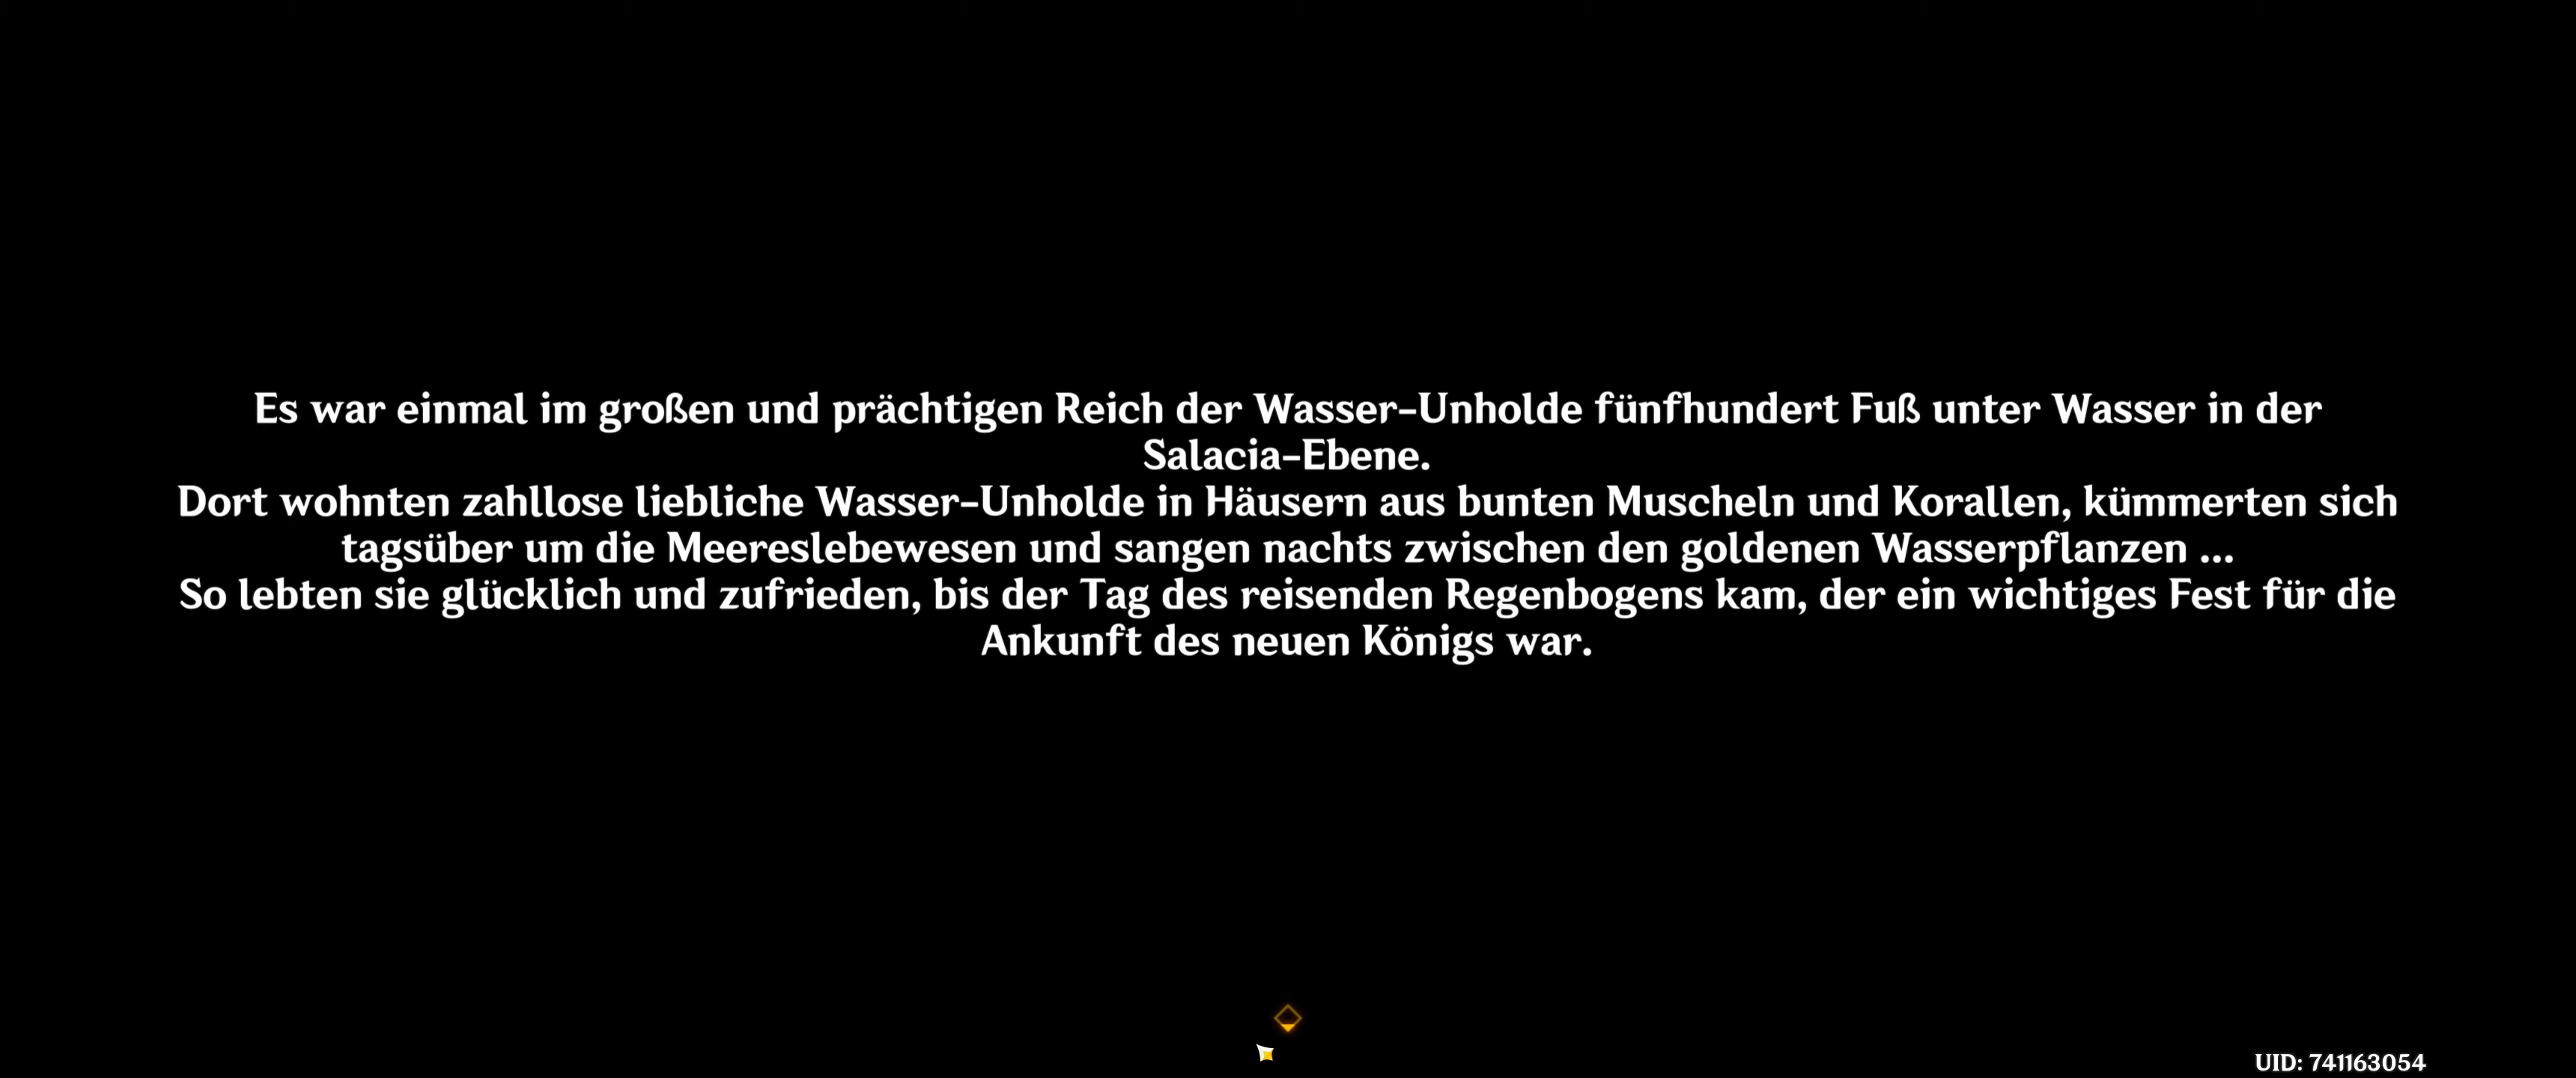 Es war einmal im großen und prächtigen Reich der Wasser-Unholde fünfhundert Fuß unter Wasser in der
Salacia-Ebene.
Dort wohnten zahllose liebliche Wasser-Unholde in Häusern aus bunten Muscheln und Korallen, kümmerten sich
tagsüber um die Meereslebewesen und sangen nachts zwischen den goldenen Wasserpflanzen ...
So lebten sie glücklich und zufrieden, bis der Tag des reisenden Regenbogens kam, der ein wichtiges Fest für die
Ankunft des neuen Königs war.
UID: 741163054